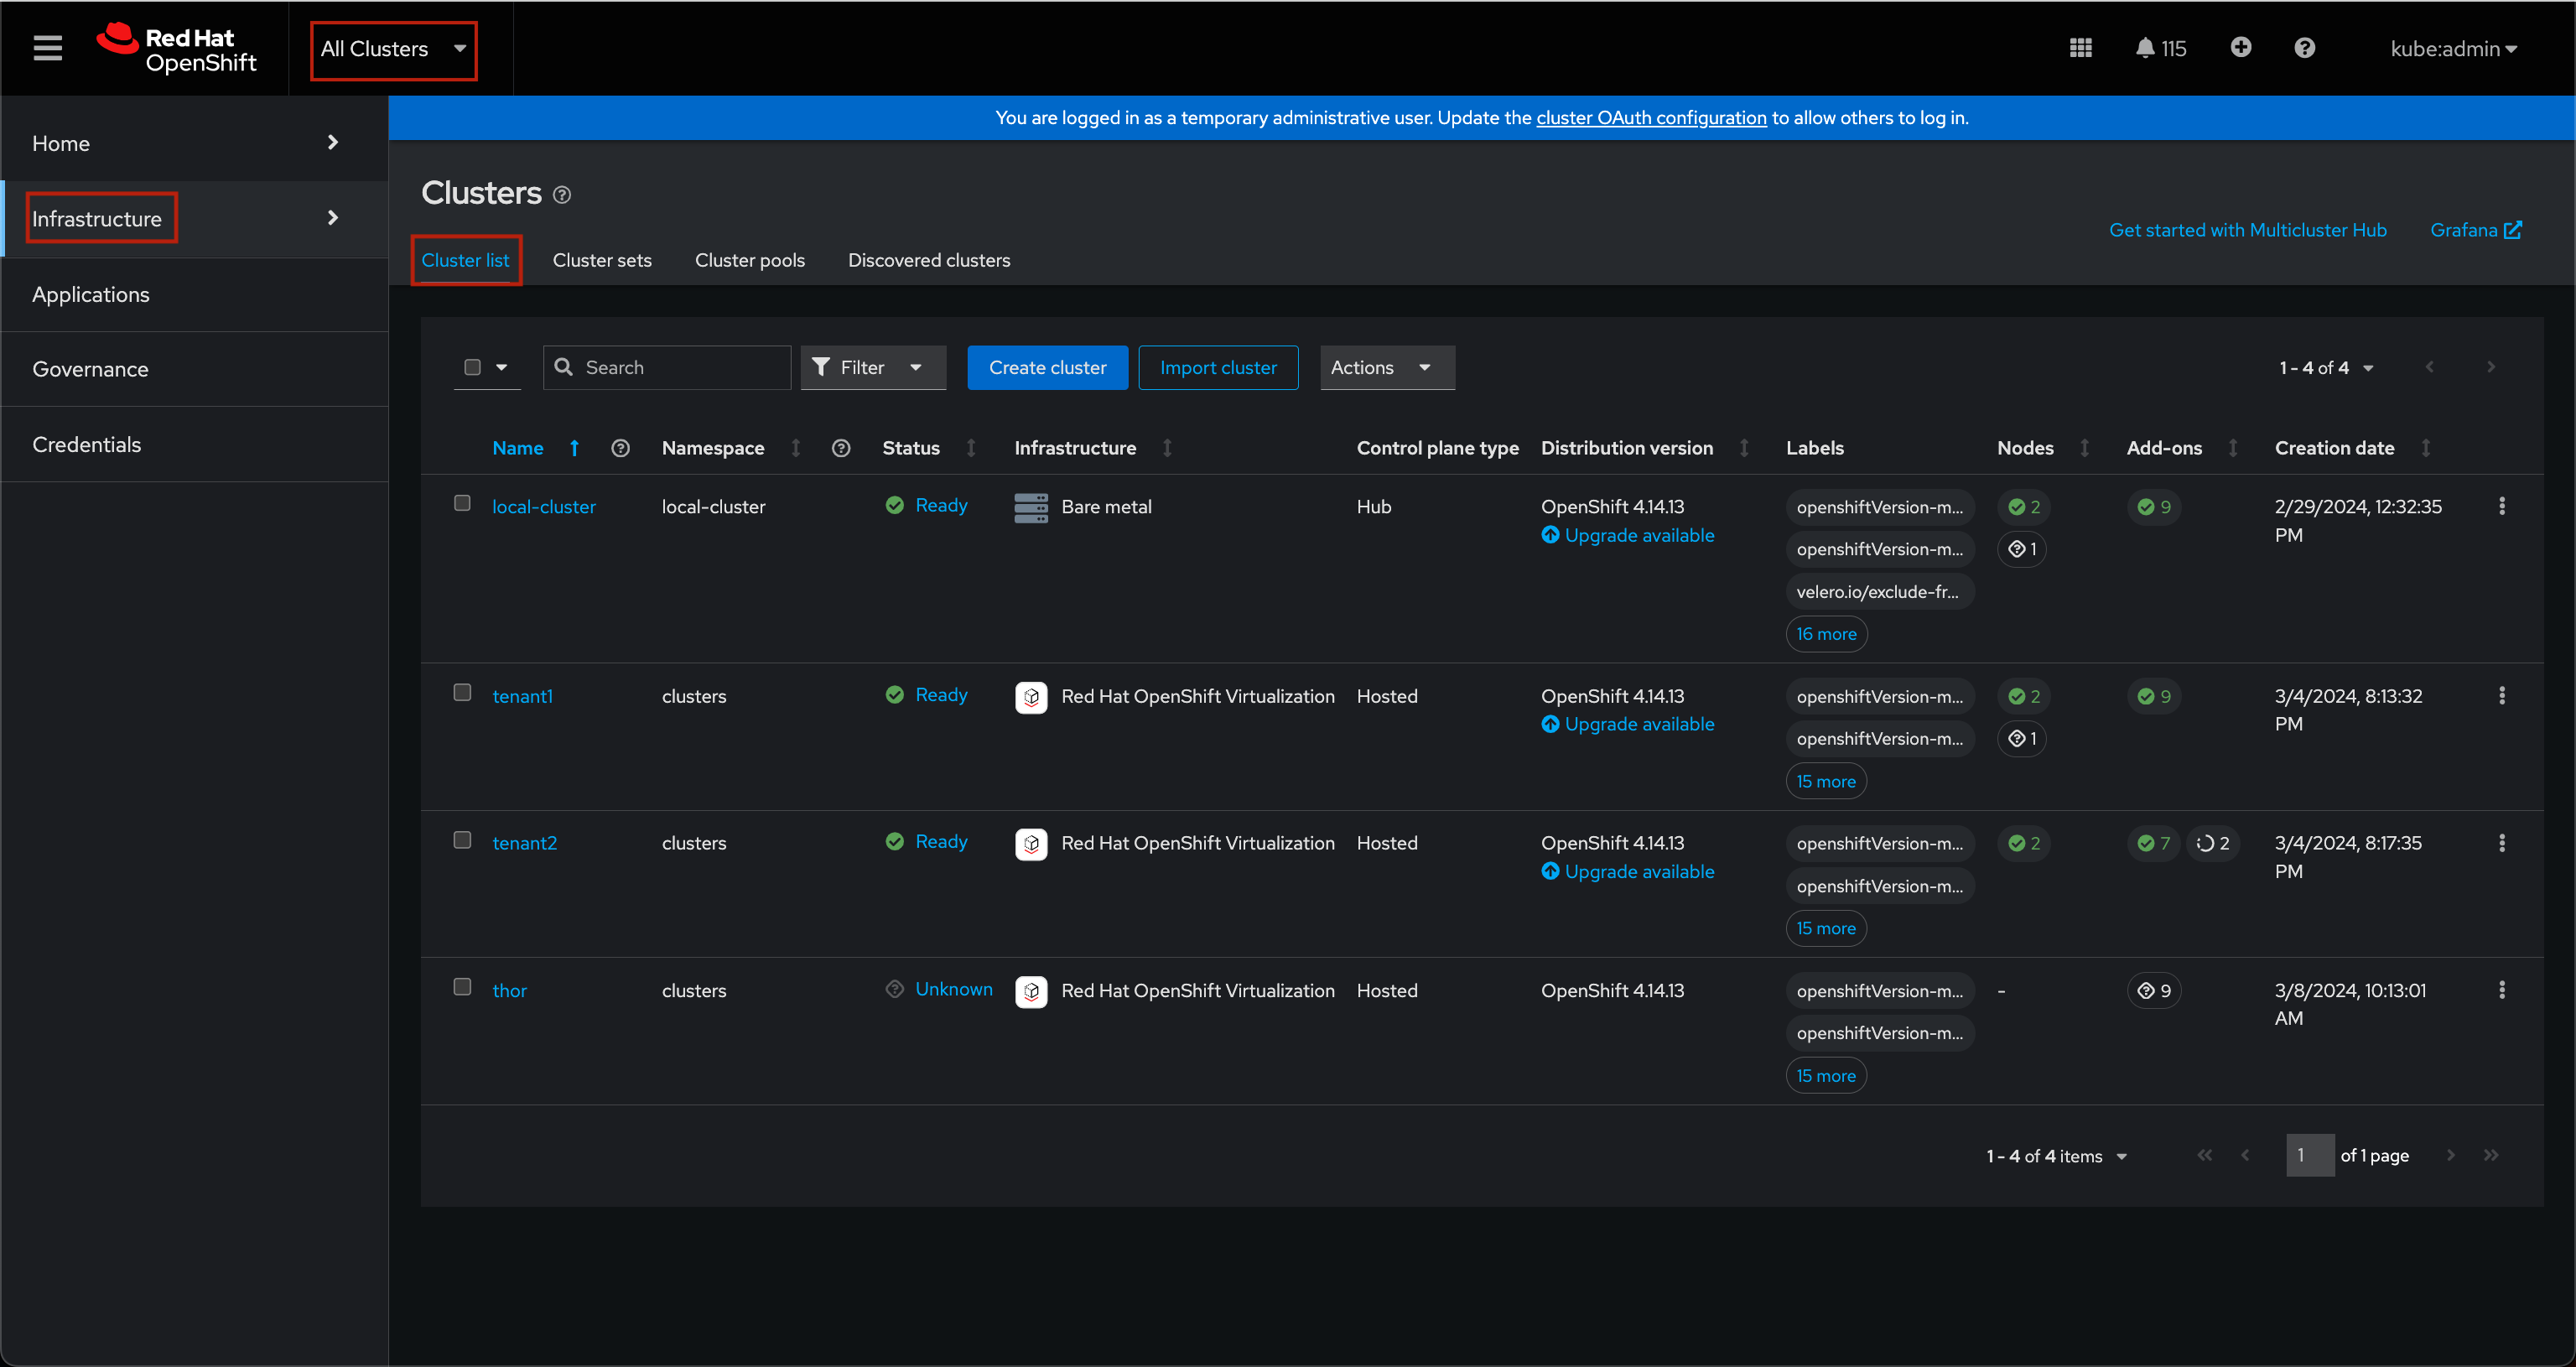 Red Hat
OpenShift
All Clusters
115
kube:admin
Home
Infrastructure
Applications
Governance
Credentials
You are logged in as a temporary administrative user. Update the cluster OAuth configuration to allow others to log in.
Clusters
Get started with Multicluster Hub
Grafana
Cluster list
Cluster sets
Cluster pools
Discovered clusters
Search
Filter
Create cluster
Import cluster
Actions
1 - 4 of 4
Name
Namespace
Status
Infrastructure
Control plane type
Distribution version
Labels
Nodes
Add-ons
Creation date
local-cluster
local-cluster
Ready
Bare metal
Hub
OpenShift 4.14.13
Upgrade available
openshiftVersion-m...
openshiftVersion-m...
velero.io/exclude-fr...
16 more
2
1
9
2/29/2024, 12:32:35
PM
tenant1
clusters
Ready
Red Hat OpenShift Virtualization
Hosted
OpenShift 4.14.13
Upgrade available
openshiftVersion-m...
openshiftVersion-m...
15 more
2
1
9
3/4/2024, 8:13:32
PM
tenant2
clusters
Ready
Red Hat OpenShift Virtualization
Hosted
OpenShift 4.14.13
Upgrade available
openshiftVersion-m...
openshiftVersion-m...
15 more
2
7
2
3/4/2024, 8:17:35
PM
thor
clusters
Unknown
Red Hat OpenShift Virtualization
Hosted
OpenShift 4.14.13
openshiftVersion-m...
openshiftVersion-m...
15 more
-
9
3/8/2024, 10:13:01
AM
1 - 4 of 4 items
1
of 1 page